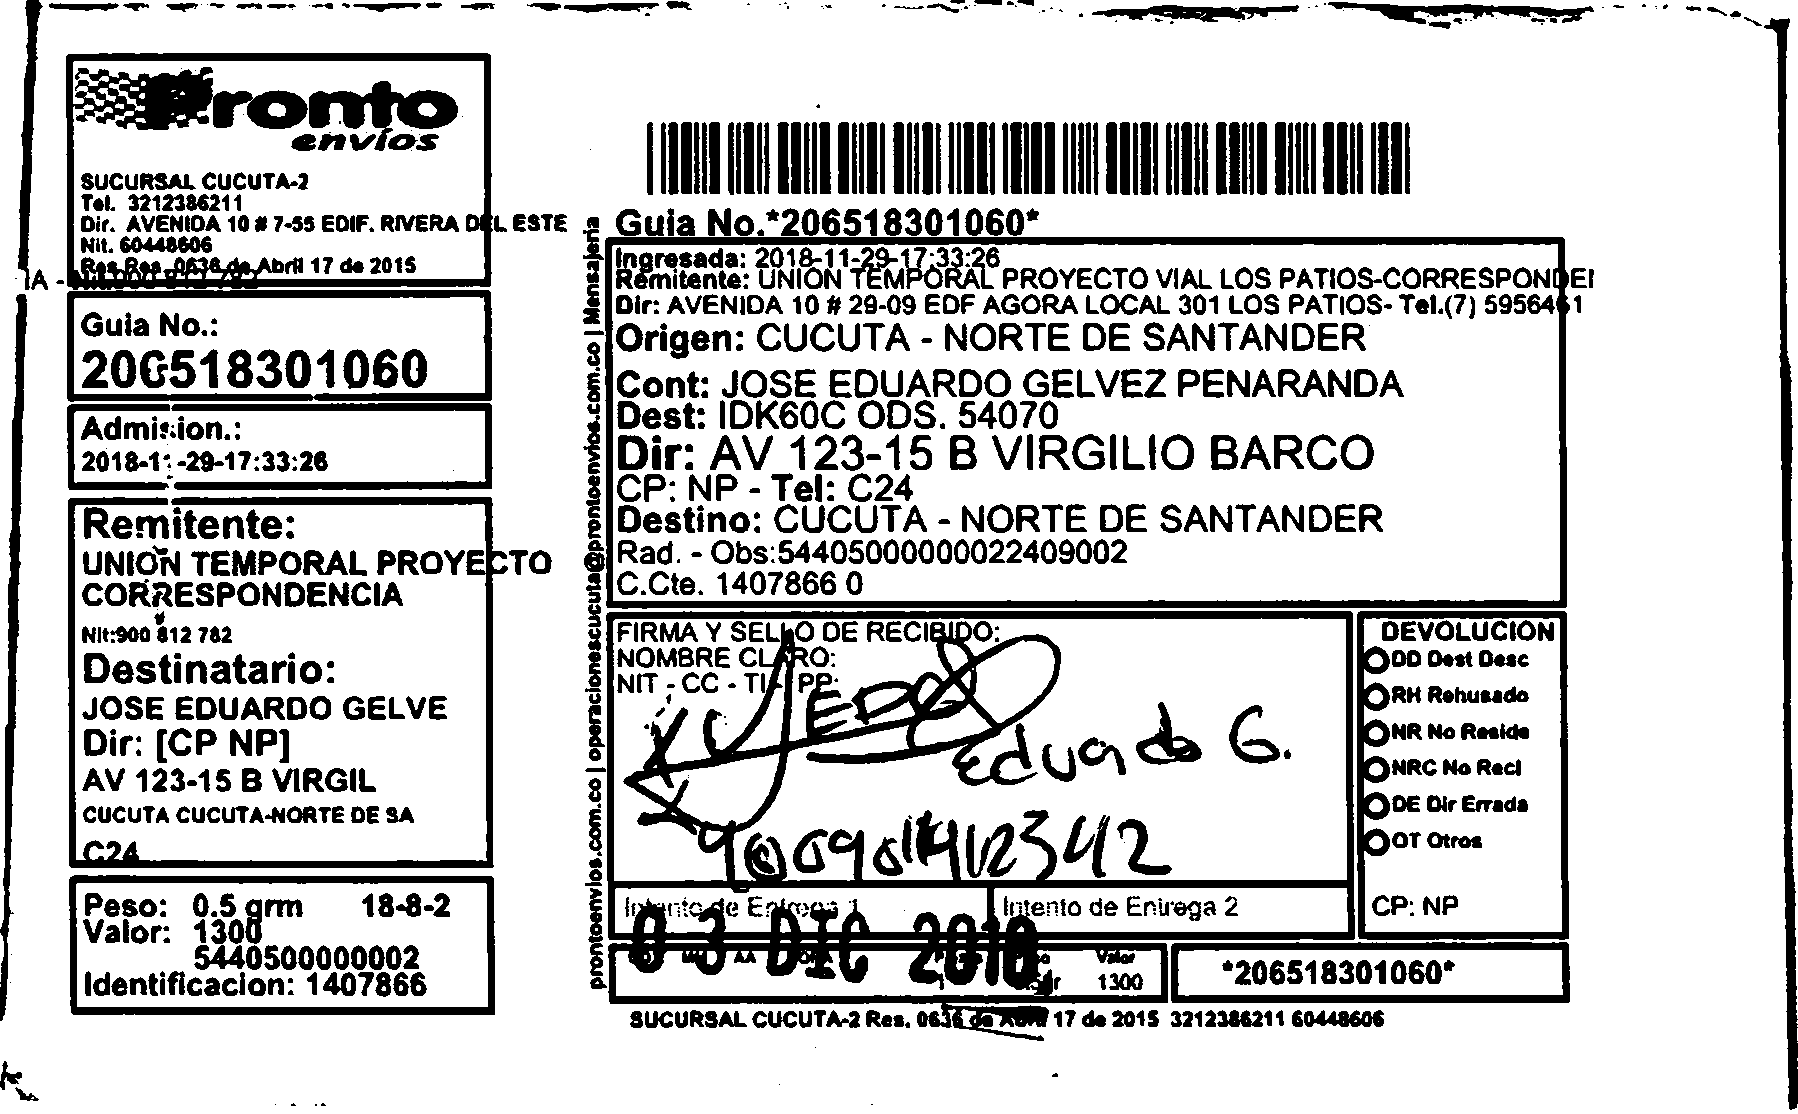 Pronto
envíos
SUCURSAL CUCUTA-2
Tel. 3212386211
Dir. AVENIDA 10 # 7-55 EDIF. RIVERA DEL ESTE
Nit. 60448606
Res.Res. 0636 de Abril 17 de 2015
IA -
Guia No.:
206518301060
Admision.:
2018-11-29-17:33:26
Remitente:
UNION TEMPORAL PROYECTO
CORRESPONDENCIA
Nit:900 812 782
Destinatario:
JOSE EDUARDO GELVE
Dir: [CP NP]
AV 123-15 B VIRGIL
CUCUTA CUCUTA-NORTE DE SA
C24
Peso: 0.5 grm 18-8-2
Valor: 1300
5440500000002
Identificacion: 1407866
prontoenvios.com.co | operacionescucuta@prontoenvios.com.co | Mensajeria
Guia No.*206518301060*
Ingresada: 2018-11-29-17:33:26
Remitente: UNION TEMPORAL PROYECTO VIAL LOS PATIOS-CORRESPONDEI
Dir: AVENIDA 10 # 29-09 EDF AGORA LOCAL 301 LOS PATIOS- Tel.(7) 5956461
Origen: CUCUTA - NORTE DE SANTANDER
Cont: JOSE EDUARDO GELVEZ PENARANDA
Dest: IDK60C ODS. 54070
Dir: AV 123-15 B VIRGILIO BARCO
CP: NP - Tel: C24
Destino: CUCUTA - NORTE DE SANTANDER
Rad. - Obs:54405000000022409002
C.Cte. 1407866 0
FIRMA Y SELLO DE RECIBIDO:
NOMBRE CLARO:
NIT - CC - TI - PP:
Eduardo G.
DEVOLUCION
DD Dest Desc
RH Rehusado
NR No Reside
NRC No Recl
DE Dir Errada
OT Otros
CP: NP
Intento de Entrega 1
Intento de Entrega 2
03 DIC 2018
Valor
1300
*206518301060*
SUCURSAL CUCUTA-2 Res. 0636 de Abril 17 de 2015 3212386211 60448606